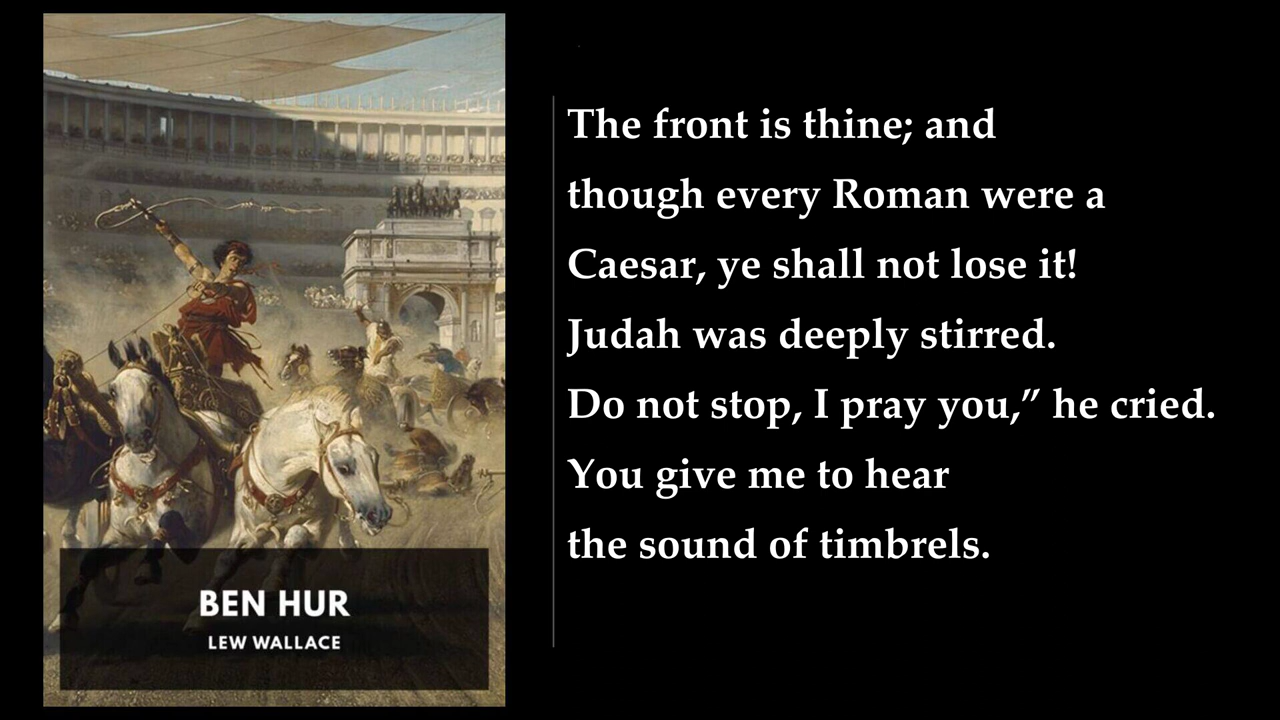 BEN HUR
LEW WALLACE
The front is thine; and
though every Roman were a
Caesar, ye shall not lose it!
Judah was deeply stirred.
Do not stop, I pray you,” he cried.
You give me to hear
the sound of timbrels.